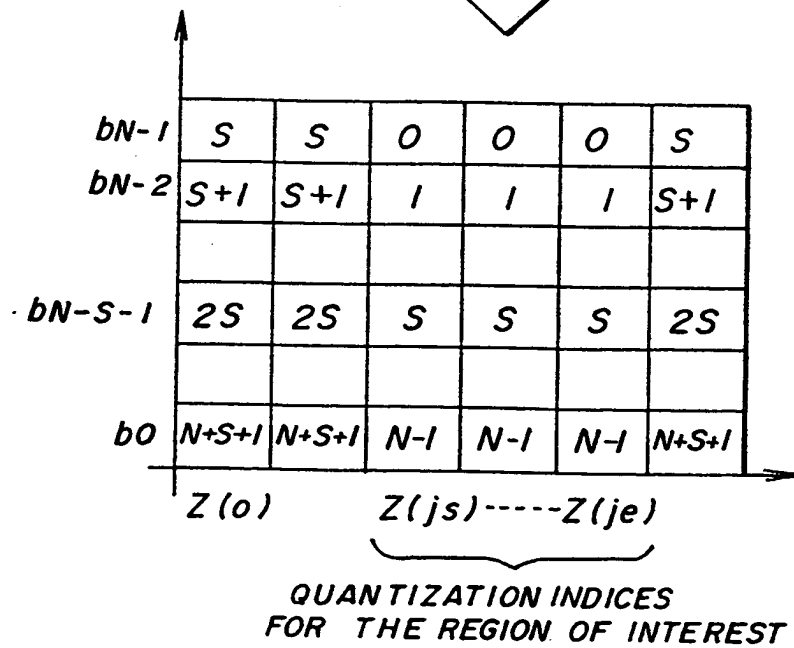 bN-1 S S 0 0 0 S
bN-2 S+1 S+1 1 1 1 S+1
bN-S-1 2S 2S S S S 2S
b0 N+S+1 N+S+1 N-1 N-1 N-1 N+S+1
Z(o) Z(js)-----Z(je)
QUANTIZATION INDICES
FOR THE REGION OF INTEREST